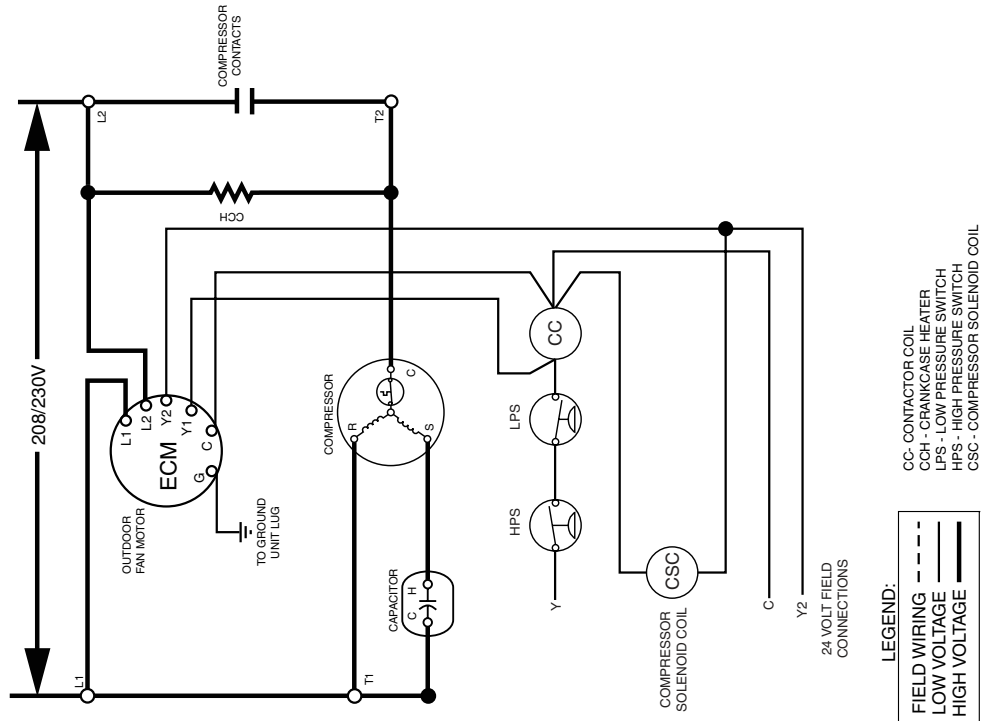 COMPRESSOR
CONTACTS
L2
T2
208/230V
CCH
L1
L2
Y2
Y1
C
G
ECM
OUTDOOR
FAN MOTOR
TO GROUND
UNIT LUG
COMPRESSOR
R
S
C
CC
LPS
HPS
Y
CAPACITOR
C H
L1
T1
CSC
COMPRESSOR
SOLENOID COIL
C
Y2
24 VOLT FIELD
CONNECTIONS
CC- CONTACTOR COIL
CCH - CRANKCASE HEATER
LPS - LOW PRESSURE SWITCH
HPS - HIGH PRESSURE SWITCH
CSC - COMPRESSOR SOLENOID COIL
LEGEND:
FIELD WIRING
LOW VOLTAGE
HIGH VOLTAGE